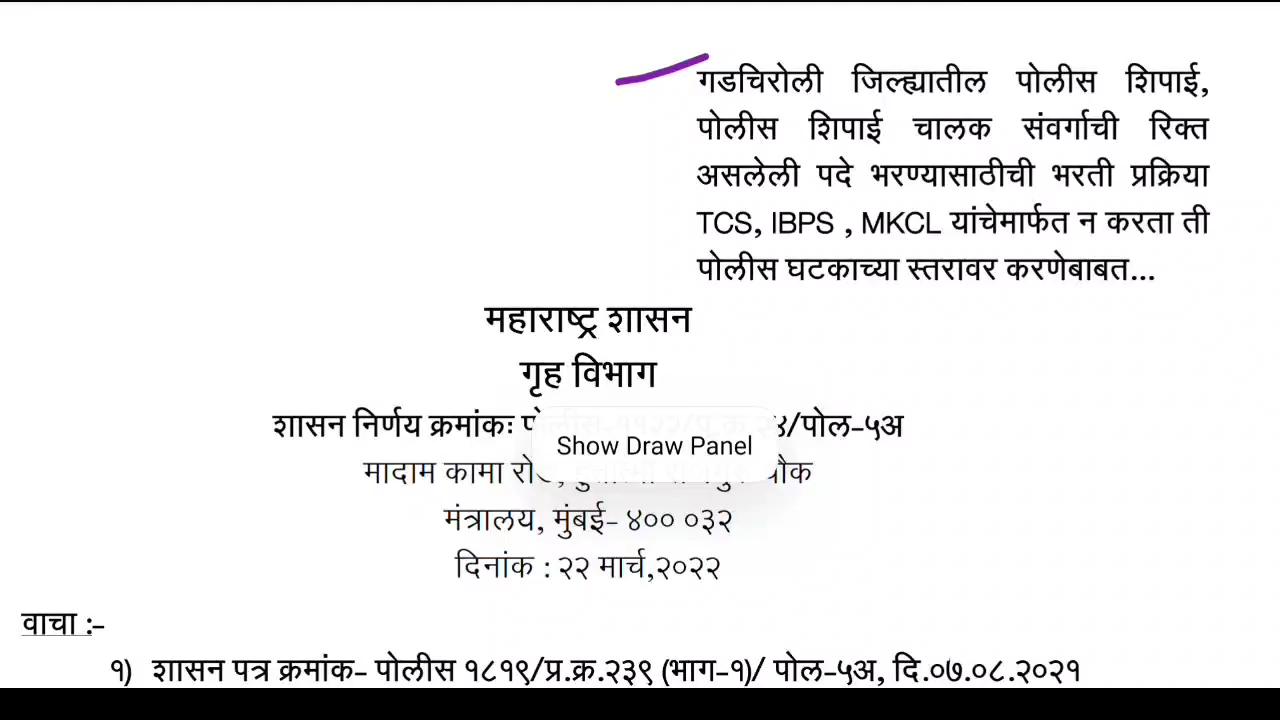 गडचिरोली जिल्ह्यातील पोलीस शिपाई,
पोलीस शिपाई चालक संवर्गाची रिक्त
असलेली पदे भरण्यासाठीची भरती प्रक्रिया
TCS, IBPS , MKCL यांचेमार्फत न करता ती
पोलीस घटकाच्या स्तरावर करणेबाबत...
महाराष्ट्र शासन
गृह विभाग
शासन निर्णय क्रमांकः /पोल-५अ
Show Draw Panel
मादाम कामा चौक
मंत्रालय, मुंबई- ४०० ०३२
दिनांक : २२ मार्च,२०२२
वाचा :-
१) शासन पत्र क्रमांक- पोलीस १८१९/प्र.क्र.२३९ (भाग-१)/ पोल-५अ, दि.०७.०८.२०२१